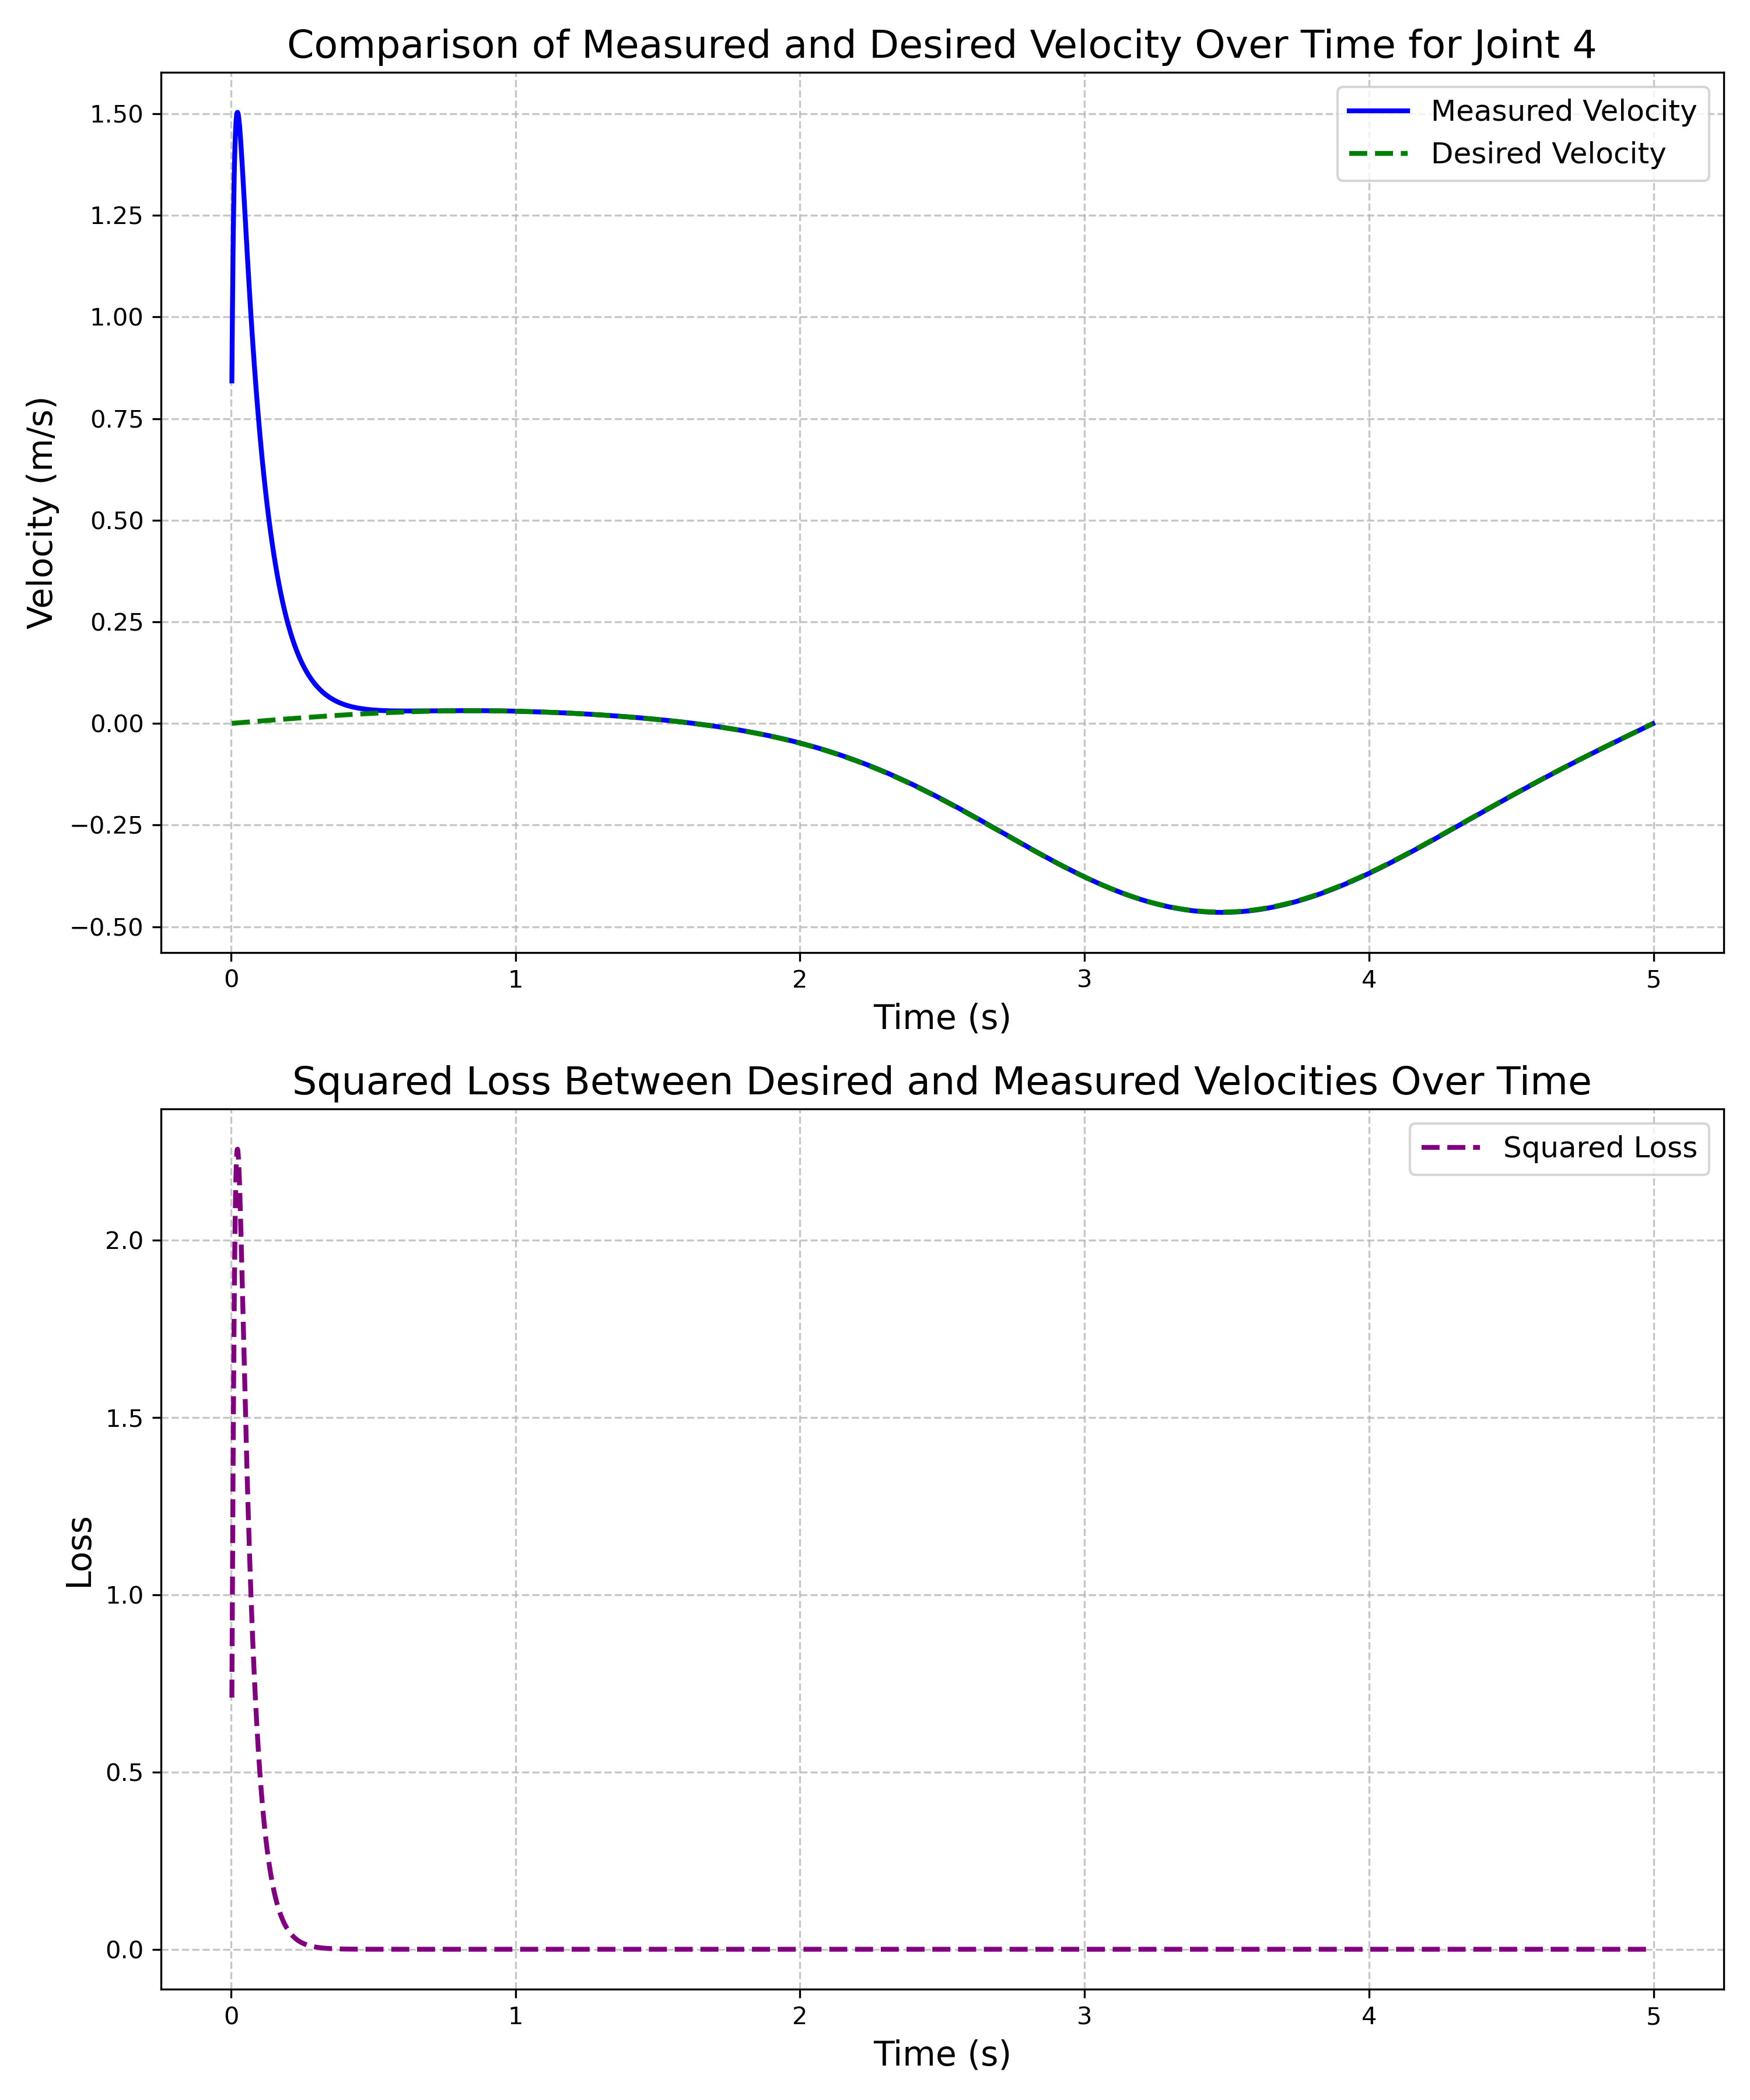 Comparison of Measured and Desired Velocity Over Time for Joint 4
Measured Velocity
Desired Velocity
Velocity (m/s)
1.50
1.25
1.00
0.75
0.50
0.25
0.00
−0.25
−0.50
0 1 2 3 4 5
Time (s)
Squared Loss Between Desired and Measured Velocities Over Time
Squared Loss
Loss
2.0
1.5
1.0
0.5
0.0
0 1 2 3 4 5
Time (s)